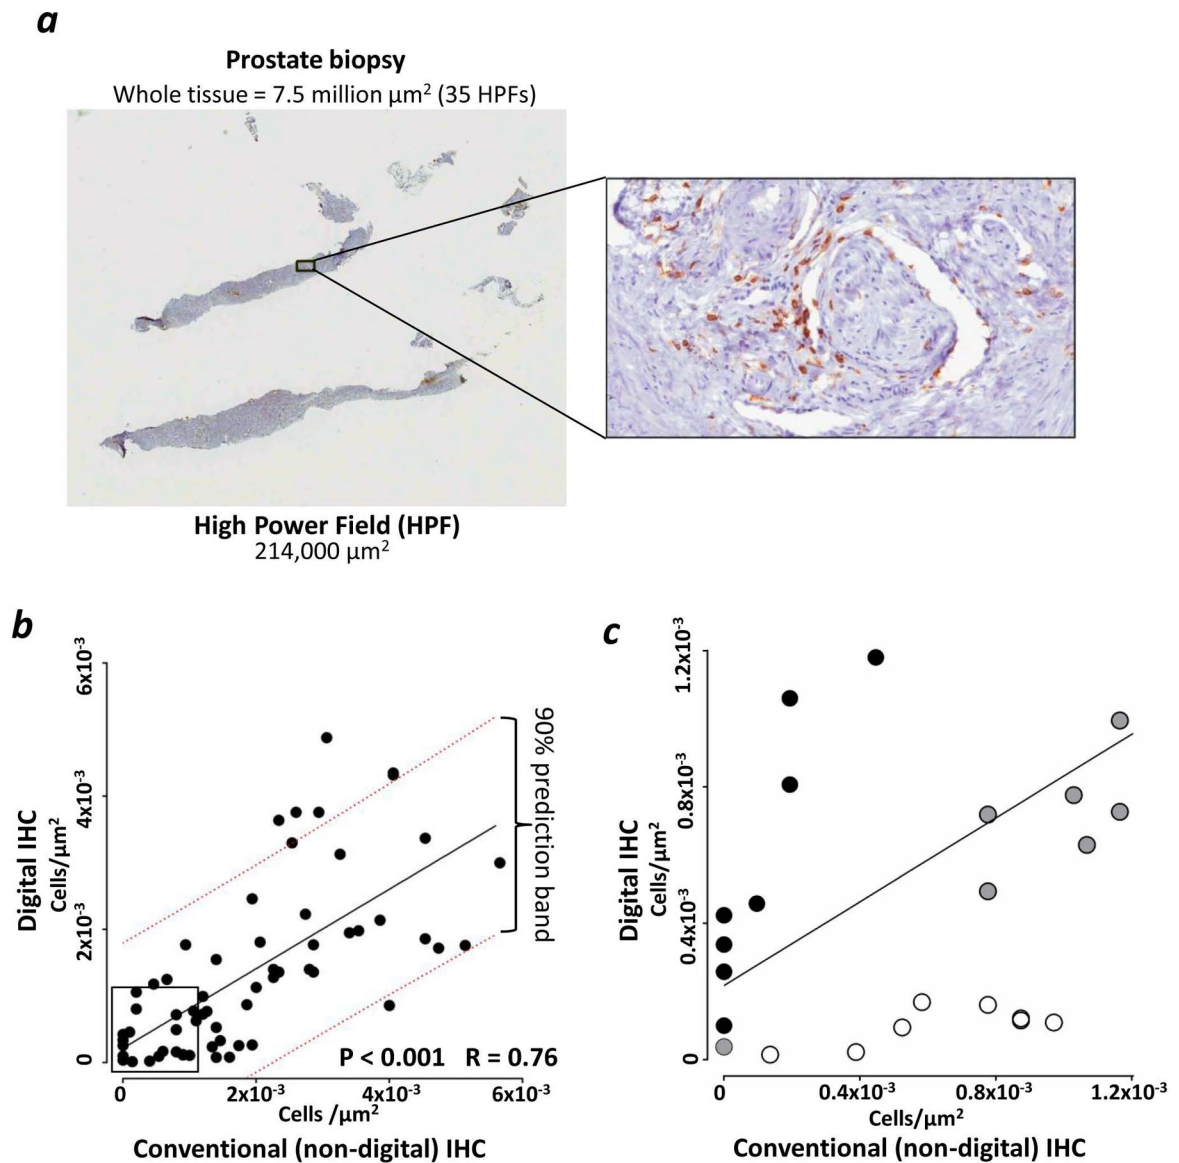 a
Prostate biopsy
Whole tissue = 7.5 million µm² (35 HPFs)
High Power Field (HPF)
214,000 µm²
b
Digital IHC
Cells/µm²
6x10⁻³
4x10⁻³
2x10⁻³
0
90% prediction band
P < 0.001 R = 0.76
0 2x10⁻³ 4x10⁻³ 6x10⁻³
Cells /µm²
Conventional (non-digital) IHC
c
Digital IHC
Cells/µm²
1.2x10⁻³
0.8x10⁻³
0.4x10⁻³
0
0 0.4x10⁻³ 0.8x10⁻³ 1.2x10⁻³
Cells/µm²
Conventional (non-digital) IHC